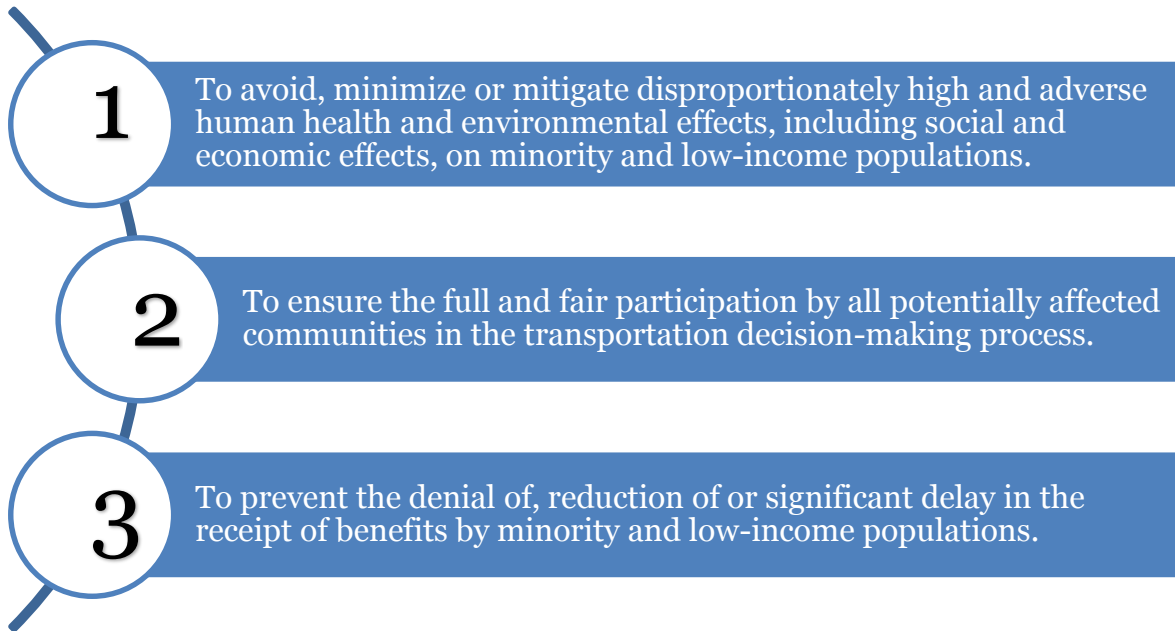 1
To avoid, minimize or mitigate disproportionately high and adverse
human health and environmental effects, including social and
economic effects, on minority and low-income populations.
2
To ensure the full and fair participation by all potentially affected
communities in the transportation decision-making process.
3
To prevent the denial of, reduction of or significant delay in the
receipt of benefits by minority and low-income populations.